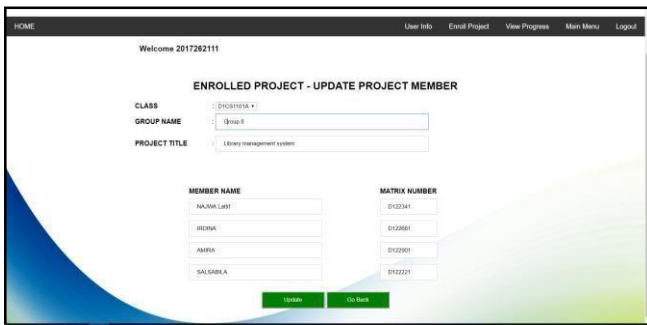 HOME User Info Enroll Project View Progress Main Menu Logout
Welcome 2017262111
ENROLLED PROJECT - UPDATE PROJECT MEMBER
CLASS : D1CS1101A
GROUP NAME : Group 8
PROJECT TITLE : Library management system
MEMBER NAME MATRIX NUMBER
NAJWA Latif D122341
IRDINA D122001
AMIRA D122901
SALSABILA D122221
Update Go Back